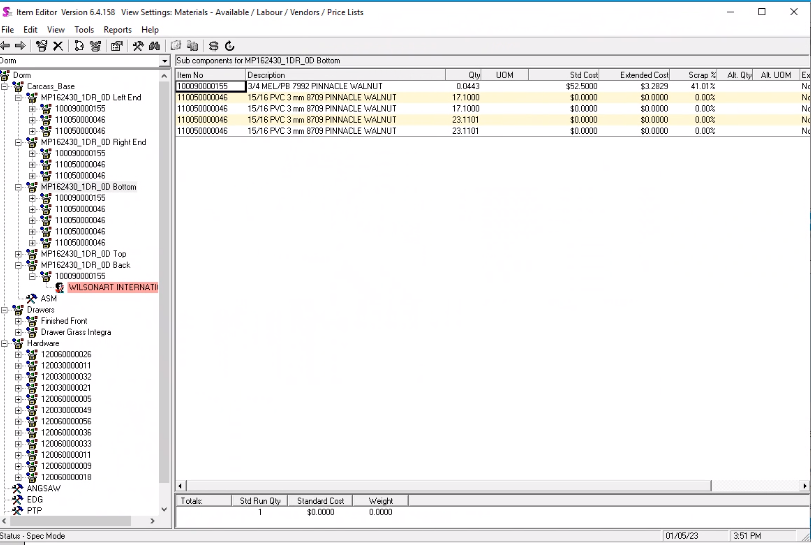 Item Editor  Version 6.4.158  View Settings: Materials - Available / Labour / Vendors / Price Lists
File Edit View Tools Reports Help
Dorm
Dorm
Carcass_Base
MP162430_1DR_0D Left End
100090000155
110050000046
110050000046
MP162430_1DR_0D Right End
100090000155
110050000046
110050000046
MP162430_1DR_0D Bottom
100090000155
110050000046
110050000046
110050000046
110050000046
MP162430_1DR_0D Top
MP162430_1DR_0D Back
100090000155
WILSONART INTERNATI
ASM
Drawers
Finished Front
Drawer Grass Integra
Hardware
120060000026
120030000011
120030000032
120030000021
120060000005
120030000049
120060000056
120060000036
120060000033
120060000011
120060000009
120060000018
ANGSAW
EDG
PTP
Sub components for MP162430_1DR_0D Bottom
Item No Description Qty UOM Std Cost Extended Cost Scrap % Alt. Qty Alt. UOM Ex
100090000155 3/4 MEL/PB 7992 PINNACLE WALNUT 0.0443 $52.5000 $3.2829 41.01% No
110050000046 15/16 PVC 3 mm 8709 PINNACLE WALNUT 17.1000 $0.0000 $0.0000 0.00% No
110050000046 15/16 PVC 3 mm 8709 PINNACLE WALNUT 17.1000 $0.0000 $0.0000 0.00% No
110050000046 15/16 PVC 3 mm 8709 PINNACLE WALNUT 23.1101 $0.0000 $0.0000 0.00% No
110050000046 15/16 PVC 3 mm 8709 PINNACLE WALNUT 23.1101 $0.0000 $0.0000 0.00% No
Totals: Std Run Qty Standard Cost Weight
1 $0.0000 0.0000
Status - Spec Mode 01/05/23 3:51 PM